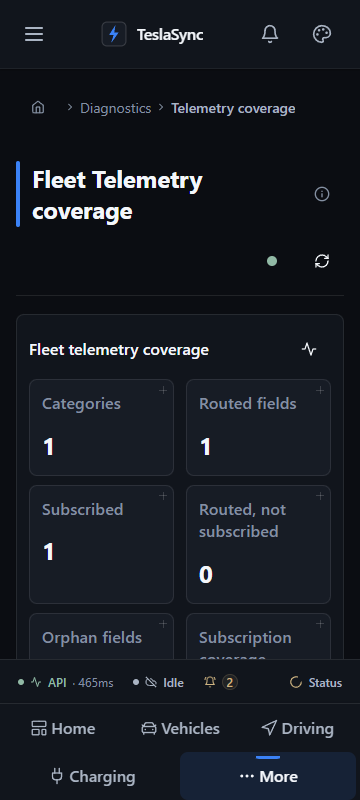 TeslaSync
Diagnostics > Telemetry coverage
Fleet Telemetry
coverage
Fleet telemetry coverage
Categories
1
Routed fields
1
Subscribed
1
Routed, not
subscribed
0
Orphan fields
Subscription
coverage
API · 465ms
Idle
2
Status
Home
Vehicles
Driving
Charging
More